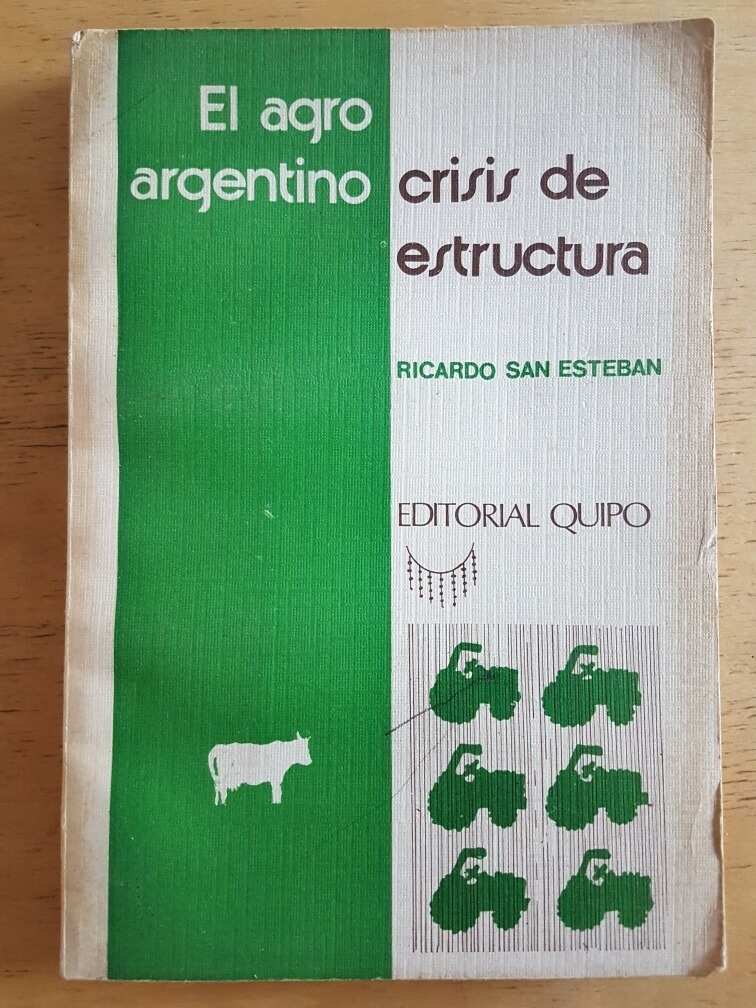 El agro
argentino
crisis de
estructura
RICARDO SAN ESTEBAN
EDITORIAL QUIPO